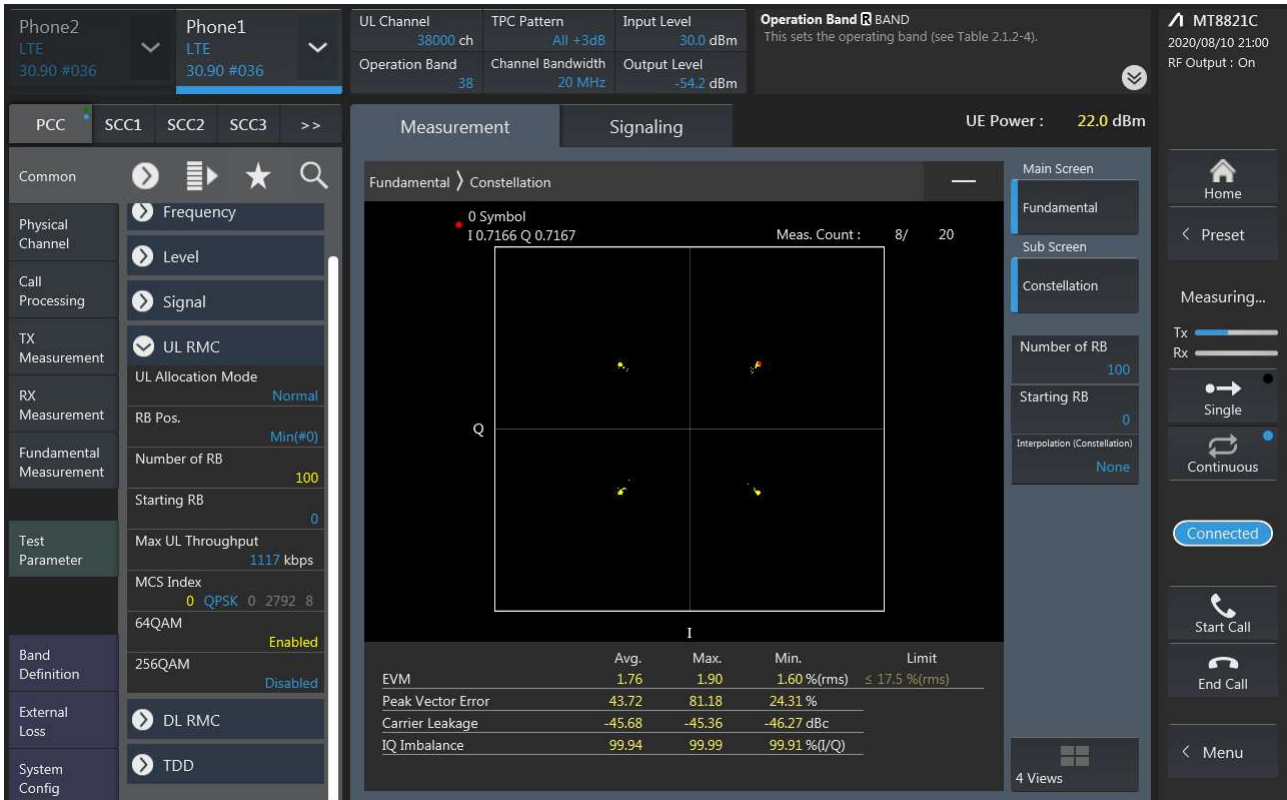 Phone2
LTE
30.90 #036
Phone1
LTE
30.90 #036
UL Channel
38000 ch
TPC Pattern
All +3dB
Input Level
30.0 dBm
Operation Band
38
Channel Bandwidth
20 MHz
Output Level
-54.2 dBm
Operation Band R BAND
This sets the operating band (see Table 2.1.2-4).
MT8821C
2020/08/10 21:00
RF Output : On
PCC SCC1 SCC2 SCC3 >>
Measurement
Signaling
UE Power : 22.0 dBm
Common
Physical
Channel
Call
Processing
TX
Measurement
RX
Measurement
Fundamental
Measurement
Test
Parameter
Band
Definition
External
Loss
System
Config
Frequency
Level
Signal
UL RMC
UL Allocation Mode
Normal
RB Pos.
Min(#0)
Number of RB
100
Starting RB
0
Max UL Throughput
1117 kbps
MCS Index
0 QPSK 0 2792 8
64QAM
Enabled
256QAM
Disabled
DL RMC
TDD
Fundamental 〉 Constellation
0 Symbol
I 0.7166 Q 0.7167
Meas. Count : 8/ 20
Q
I
Avg. Max. Min. Limit
EVM 1.76 1.90 1.60 %(rms) ≤ 17.5 %(rms)
Peak Vector Error 43.72 81.18 24.31 %
Carrier Leakage -45.68 -45.36 -46.27 dBc
IQ Imbalance 99.94 99.99 99.91 %(I/Q)
Main Screen
Fundamental
Sub Screen
Constellation
Number of RB
100
Starting RB
0
Interpolation (Constellation)
None
4 Views
Home
< Preset
Measuring...
Tx
Rx
Single
Continuous
Connected
Start Call
End Call
< Menu